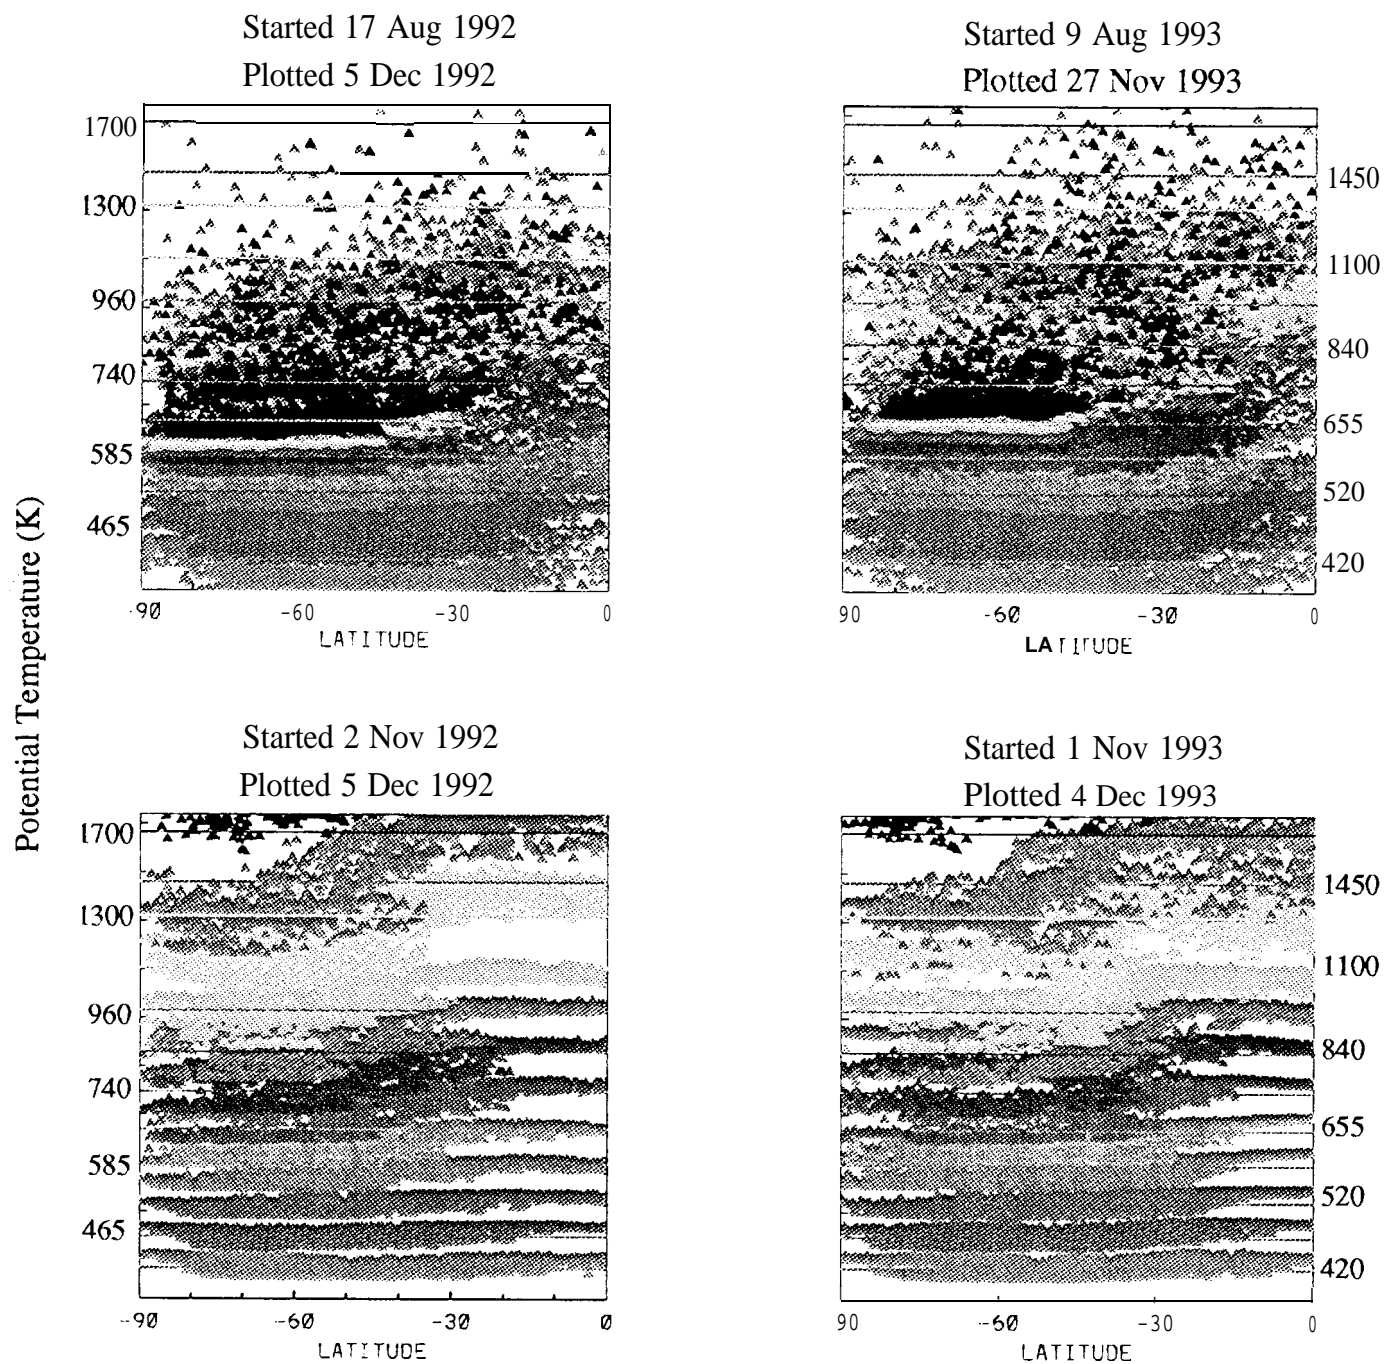 Started 17 Aug 1992
Plotted 5 Dec 1992
Started 9 Aug 1993
Plotted 27 Nov 1993
1700
1300
960
740
585
465
1450
1100
840
655
520
420
-90 -60 -30 0
LATITUDE
90 -60 -30 0
LATITUDE
Potential Temperature (K)
Started 2 Nov 1992
Plotted 5 Dec 1992
Started 1 Nov 1993
Plotted 4 Dec 1993
1700
1300
960
740
585
465
1450
1100
840
655
520
420
-90 -60 -30 0
LATITUDE
90 -60 -30 0
LATITUDE